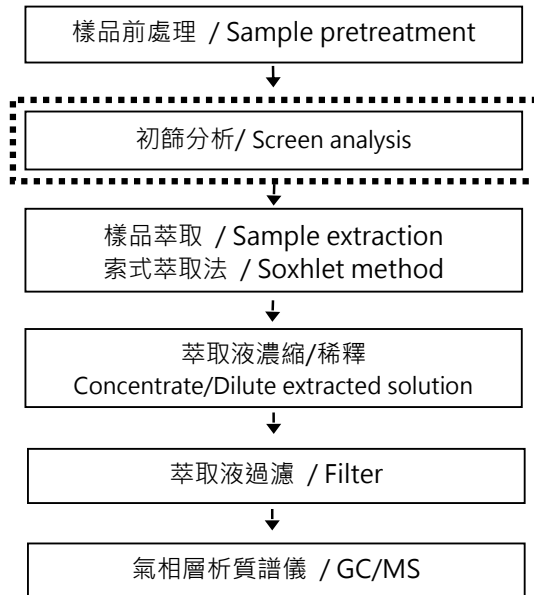 樣品前處理 / Sample pretreatment
初篩分析/ Screen analysis
樣品萃取 / Sample extraction
索式萃取法 / Soxhlet method
萃取液濃縮/稀釋
Concentrate/Dilute extracted solution
萃取液過濾 / Filter
氣相層析質譜儀 / GC/MS